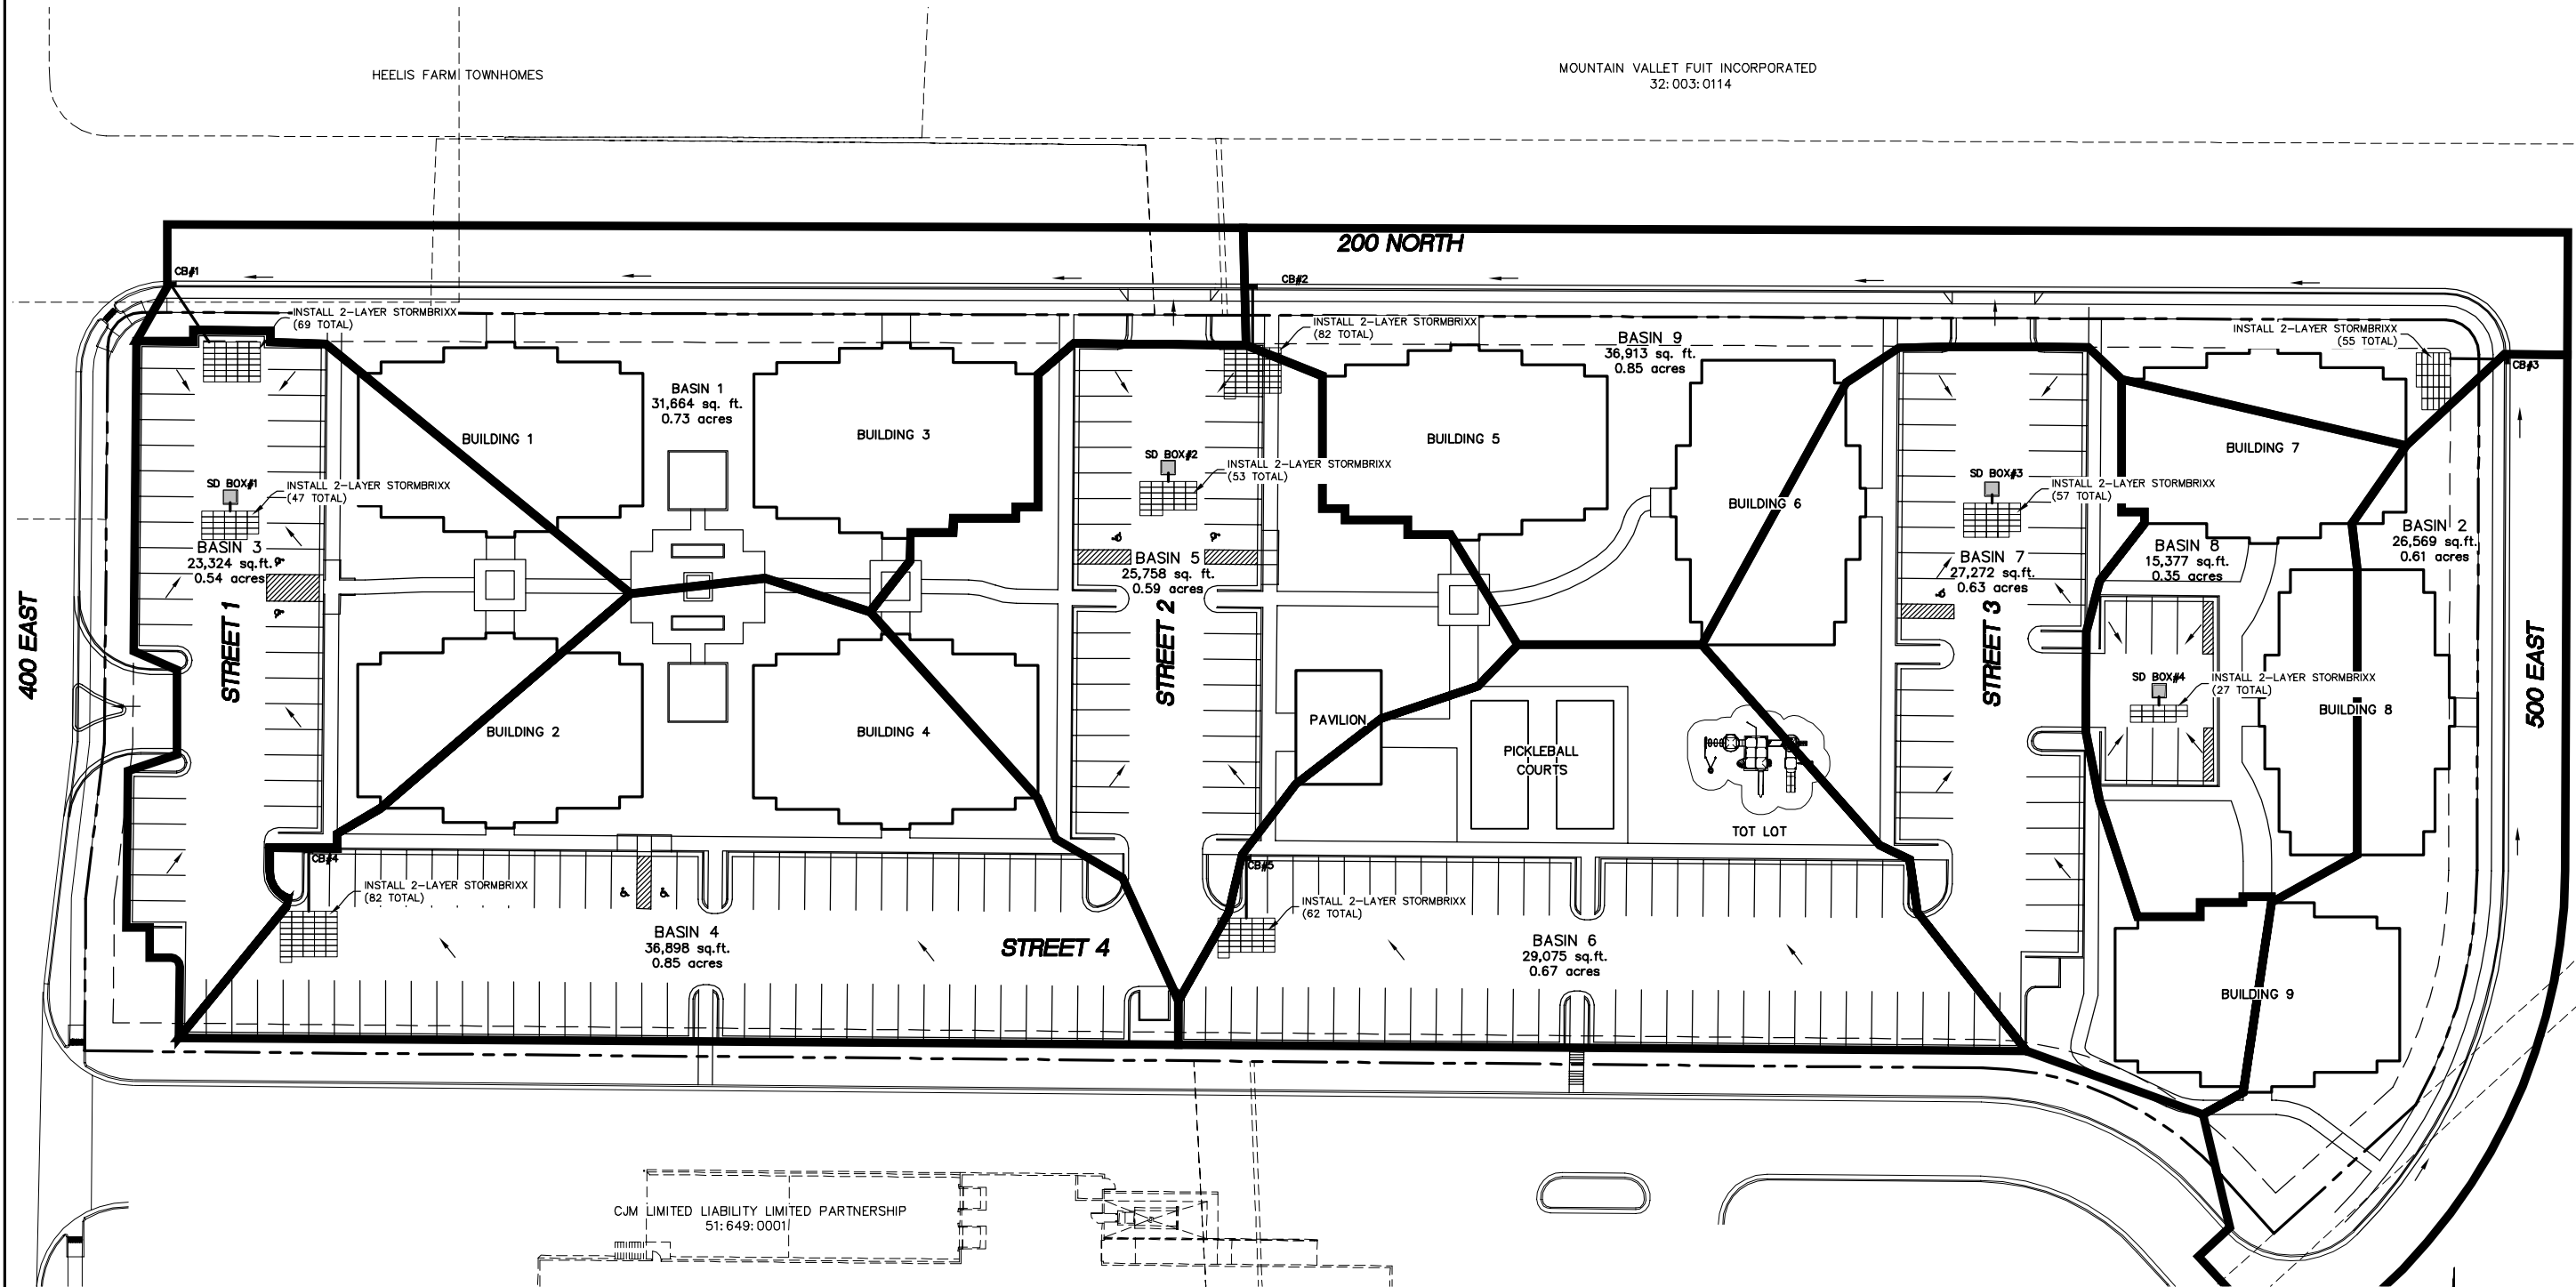 HEELIS FARM TOWNHOMES
MOUNTAIN VALLET FUIT INCORPORATED
32:003:0114
200 NORTH
CB#1
CB#2
CB#3
INSTALL 2-LAYER STORMBRIXX
(69 TOTAL)
INSTALL 2-LAYER STORMBRIXX
(82 TOTAL)
BASIN 9
36,913 sq. ft.
0.85 acres
INSTALL 2-LAYER STORMBRIXX
(55 TOTAL)
BASIN 1
31,664 sq. ft.
0.73 acres
BUILDING 1
BUILDING 3
BUILDING 5
BUILDING 6
BUILDING 7
SD BOX#1
INSTALL 2-LAYER STORMBRIXX
(47 TOTAL)
SD BOX#2
INSTALL 2-LAYER STORMBRIXX
(53 TOTAL)
SD BOX#3
INSTALL 2-LAYER STORMBRIXX
(57 TOTAL)
BASIN 3
23,324 sq.ft.
0.54 acres
BASIN 5
25,758 sq. ft.
0.59 acres
BASIN 7
27,272 sq.ft.
0.63 acres
BASIN 8
15,377 sq.ft.
0.35 acres
BASIN 2
26,569 sq.ft.
0.61 acres
400 EAST
STREET 1
STREET 2
STREET 3
500 EAST
SD BOX#4
INSTALL 2-LAYER STORMBRIXX
(27 TOTAL)
BUILDING 2
BUILDING 4
PAVILION
PICKLEBALL
COURTS
TOT LOT
BUILDING 8
CB#4
INSTALL 2-LAYER STORMBRIXX
(82 TOTAL)
CB#5
INSTALL 2-LAYER STORMBRIXX
(62 TOTAL)
BASIN 4
36,898 sq.ft.
0.85 acres
STREET 4
BASIN 6
29,075 sq.ft.
0.67 acres
BUILDING 9
CJM LIMITED LIABILITY LIMITED PARTNERSHIP
51:649:0001